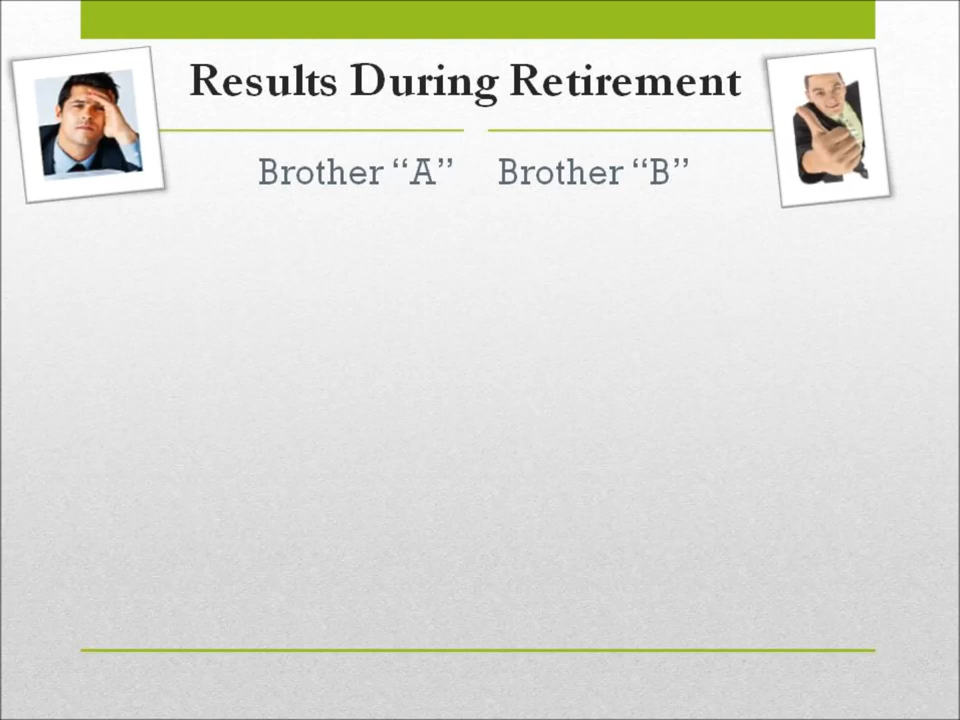 Results During Retirement
Brother “A” Brother “B”